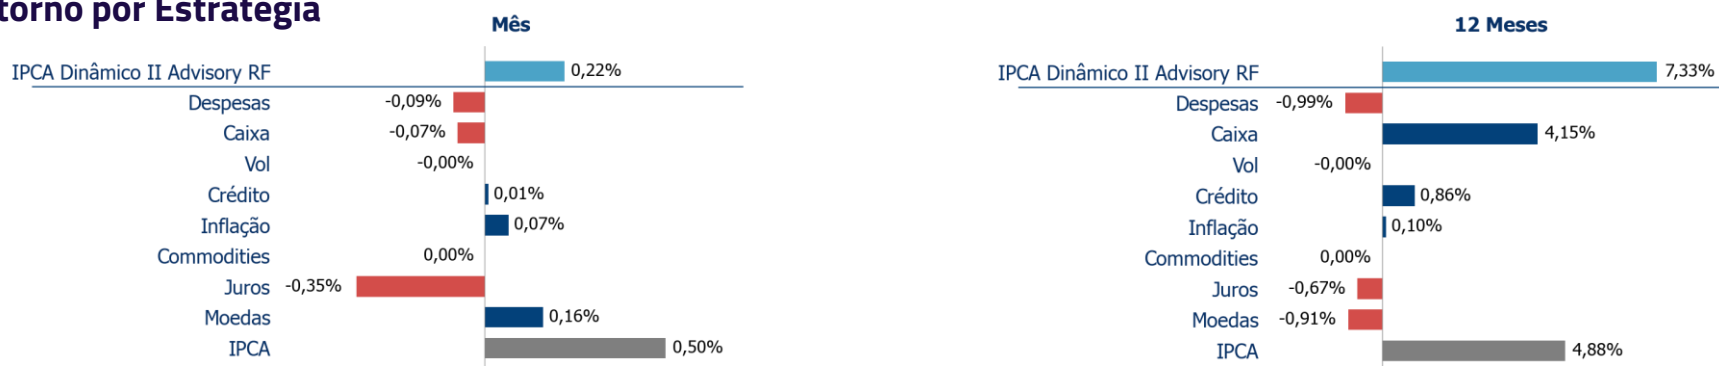 torno por Estratégia
Mês
IPCA Dinâmico II Advisory RF 0,22%
Despesas -0,09%
Caixa -0,07%
Vol -0,00%
Crédito 0,01%
Inflação 0,07%
Commodities 0,00%
Juros -0,35%
Moedas 0,16%
IPCA 0,50%
12 Meses
IPCA Dinâmico II Advisory RF 7,33%
Despesas -0,99%
Caixa 4,15%
Vol -0,00%
Crédito 0,86%
Inflação 0,10%
Commodities 0,00%
Juros -0,67%
Moedas -0,91%
IPCA 4,88%